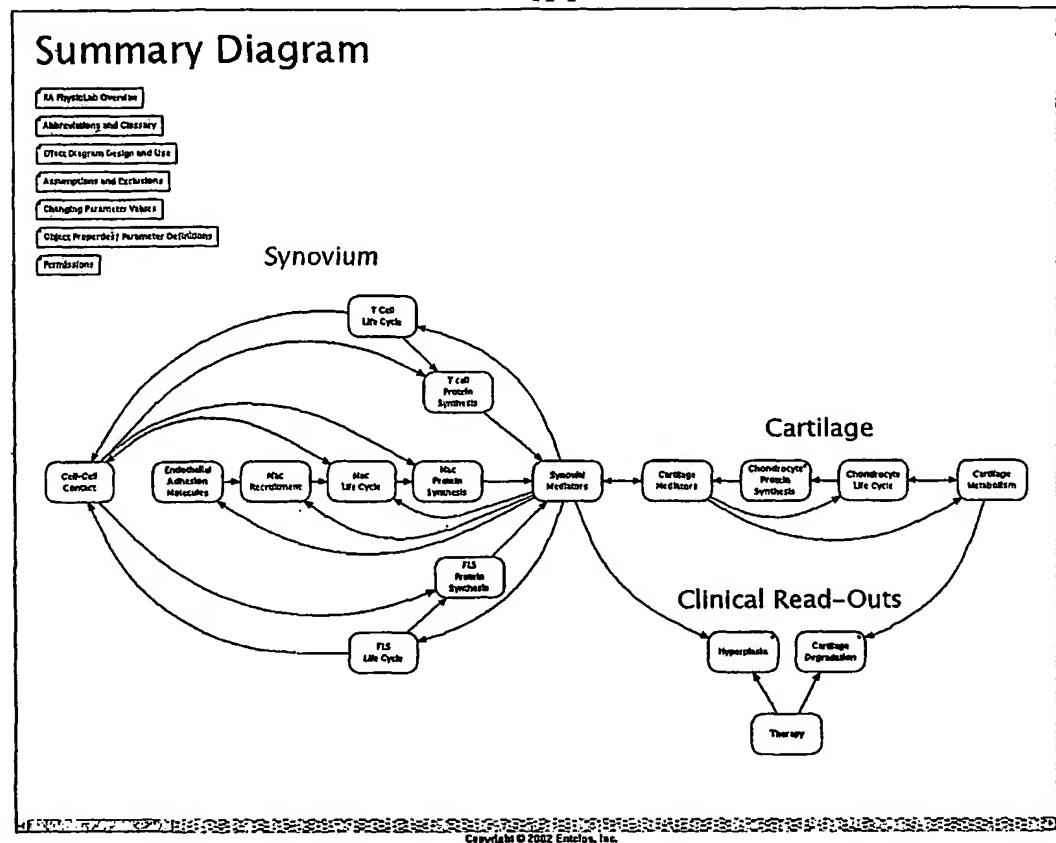 Summary Diagram
RA PhysioLab Overview
Abbreviations and Glossary
Effect Diagram Design and Use
Assumptions and Exclusions
Changing Parameter Values
Object Properties / Parameter Definitions
Permissions
Synovium
T Cell
Life Cycle
T cell
Protein
Synthesis
Cartilage
Cell-Cell
Contact
Endothelial
Adhesion
Molecules
Mac
Recruitment
Mac
Life Cycle
Mac
Protein
Synthesis
Synovial
Mediators
Cartilage
Mediators
Chondrocyte
Protein
Synthesis
Chondrocyte
Life Cycle
Cartilage
Metabolism
FLS
Protein
Synthesis
FLS
Life Cycle
Clinical Read-Outs
Hyperplasia
Cartilage
Degradation
Therapy
Copyright © 2002 Entelos, Inc.